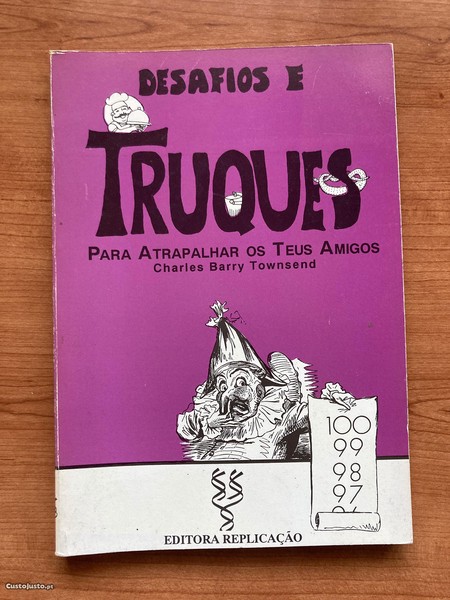 DESAFIOS E
TRUQUES
PARA ATRAPALHAR OS TEUS AMIGOS
Charles Barry Townsend
100
99
98
97
EDITORA REPLICAÇÃO
CustoJusto.pt